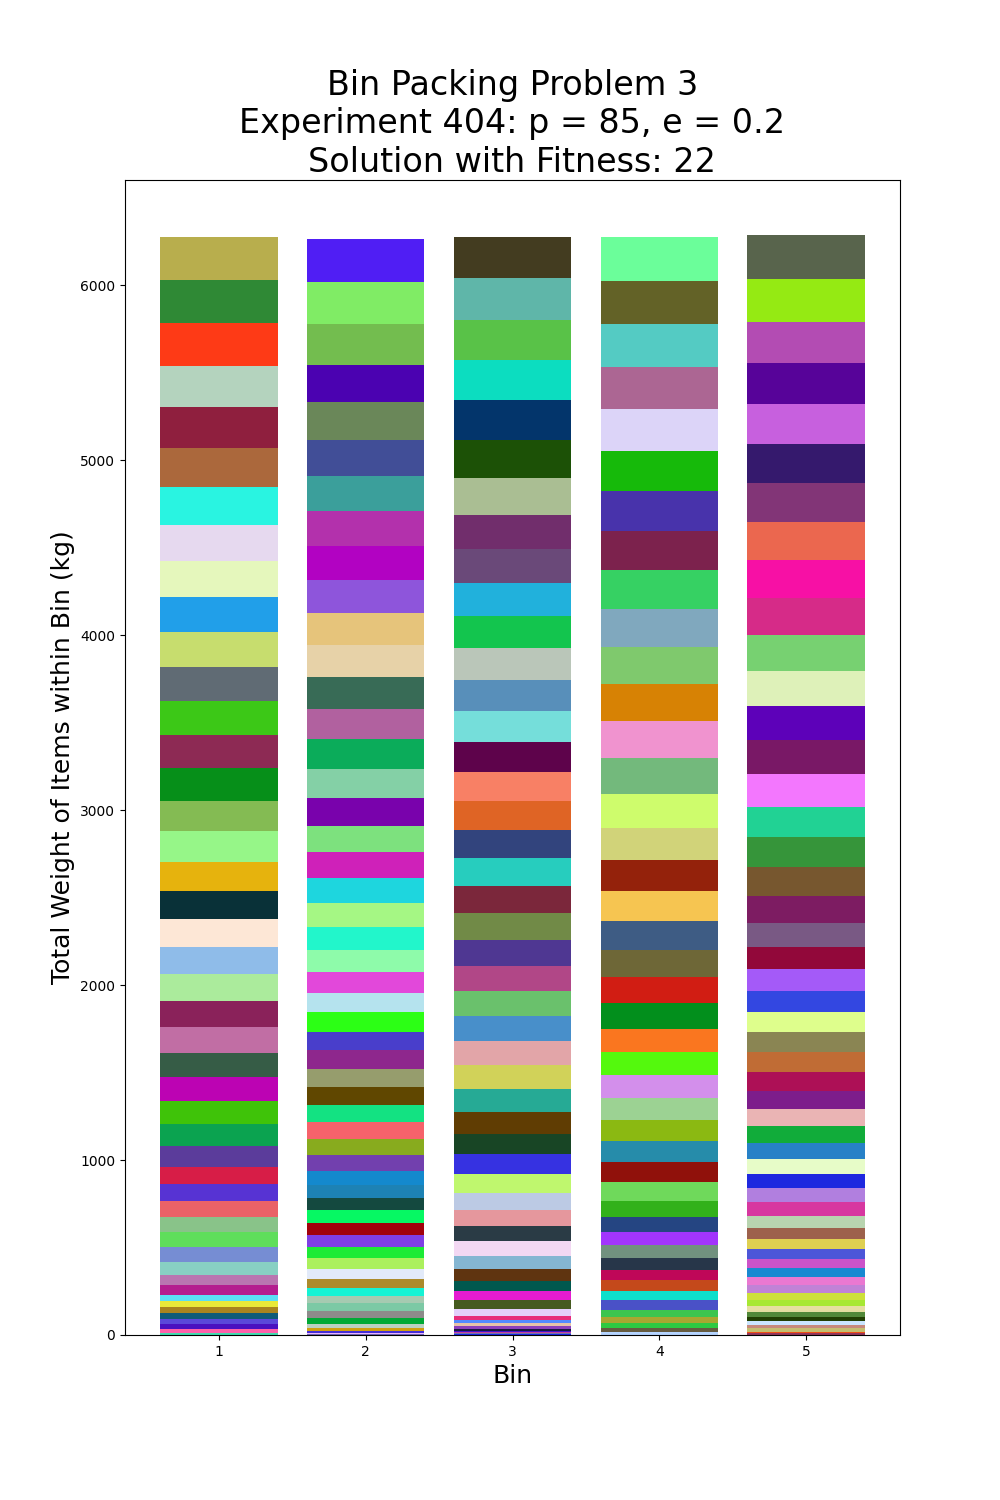 Bin Packing Problem 3
Experiment 404: p = 85, e = 0.2
Solution with Fitness: 22
Total Weight of Items within Bin (kg)
6000
5000
4000
3000
2000
1000
0
1 2 3 4 5
Bin